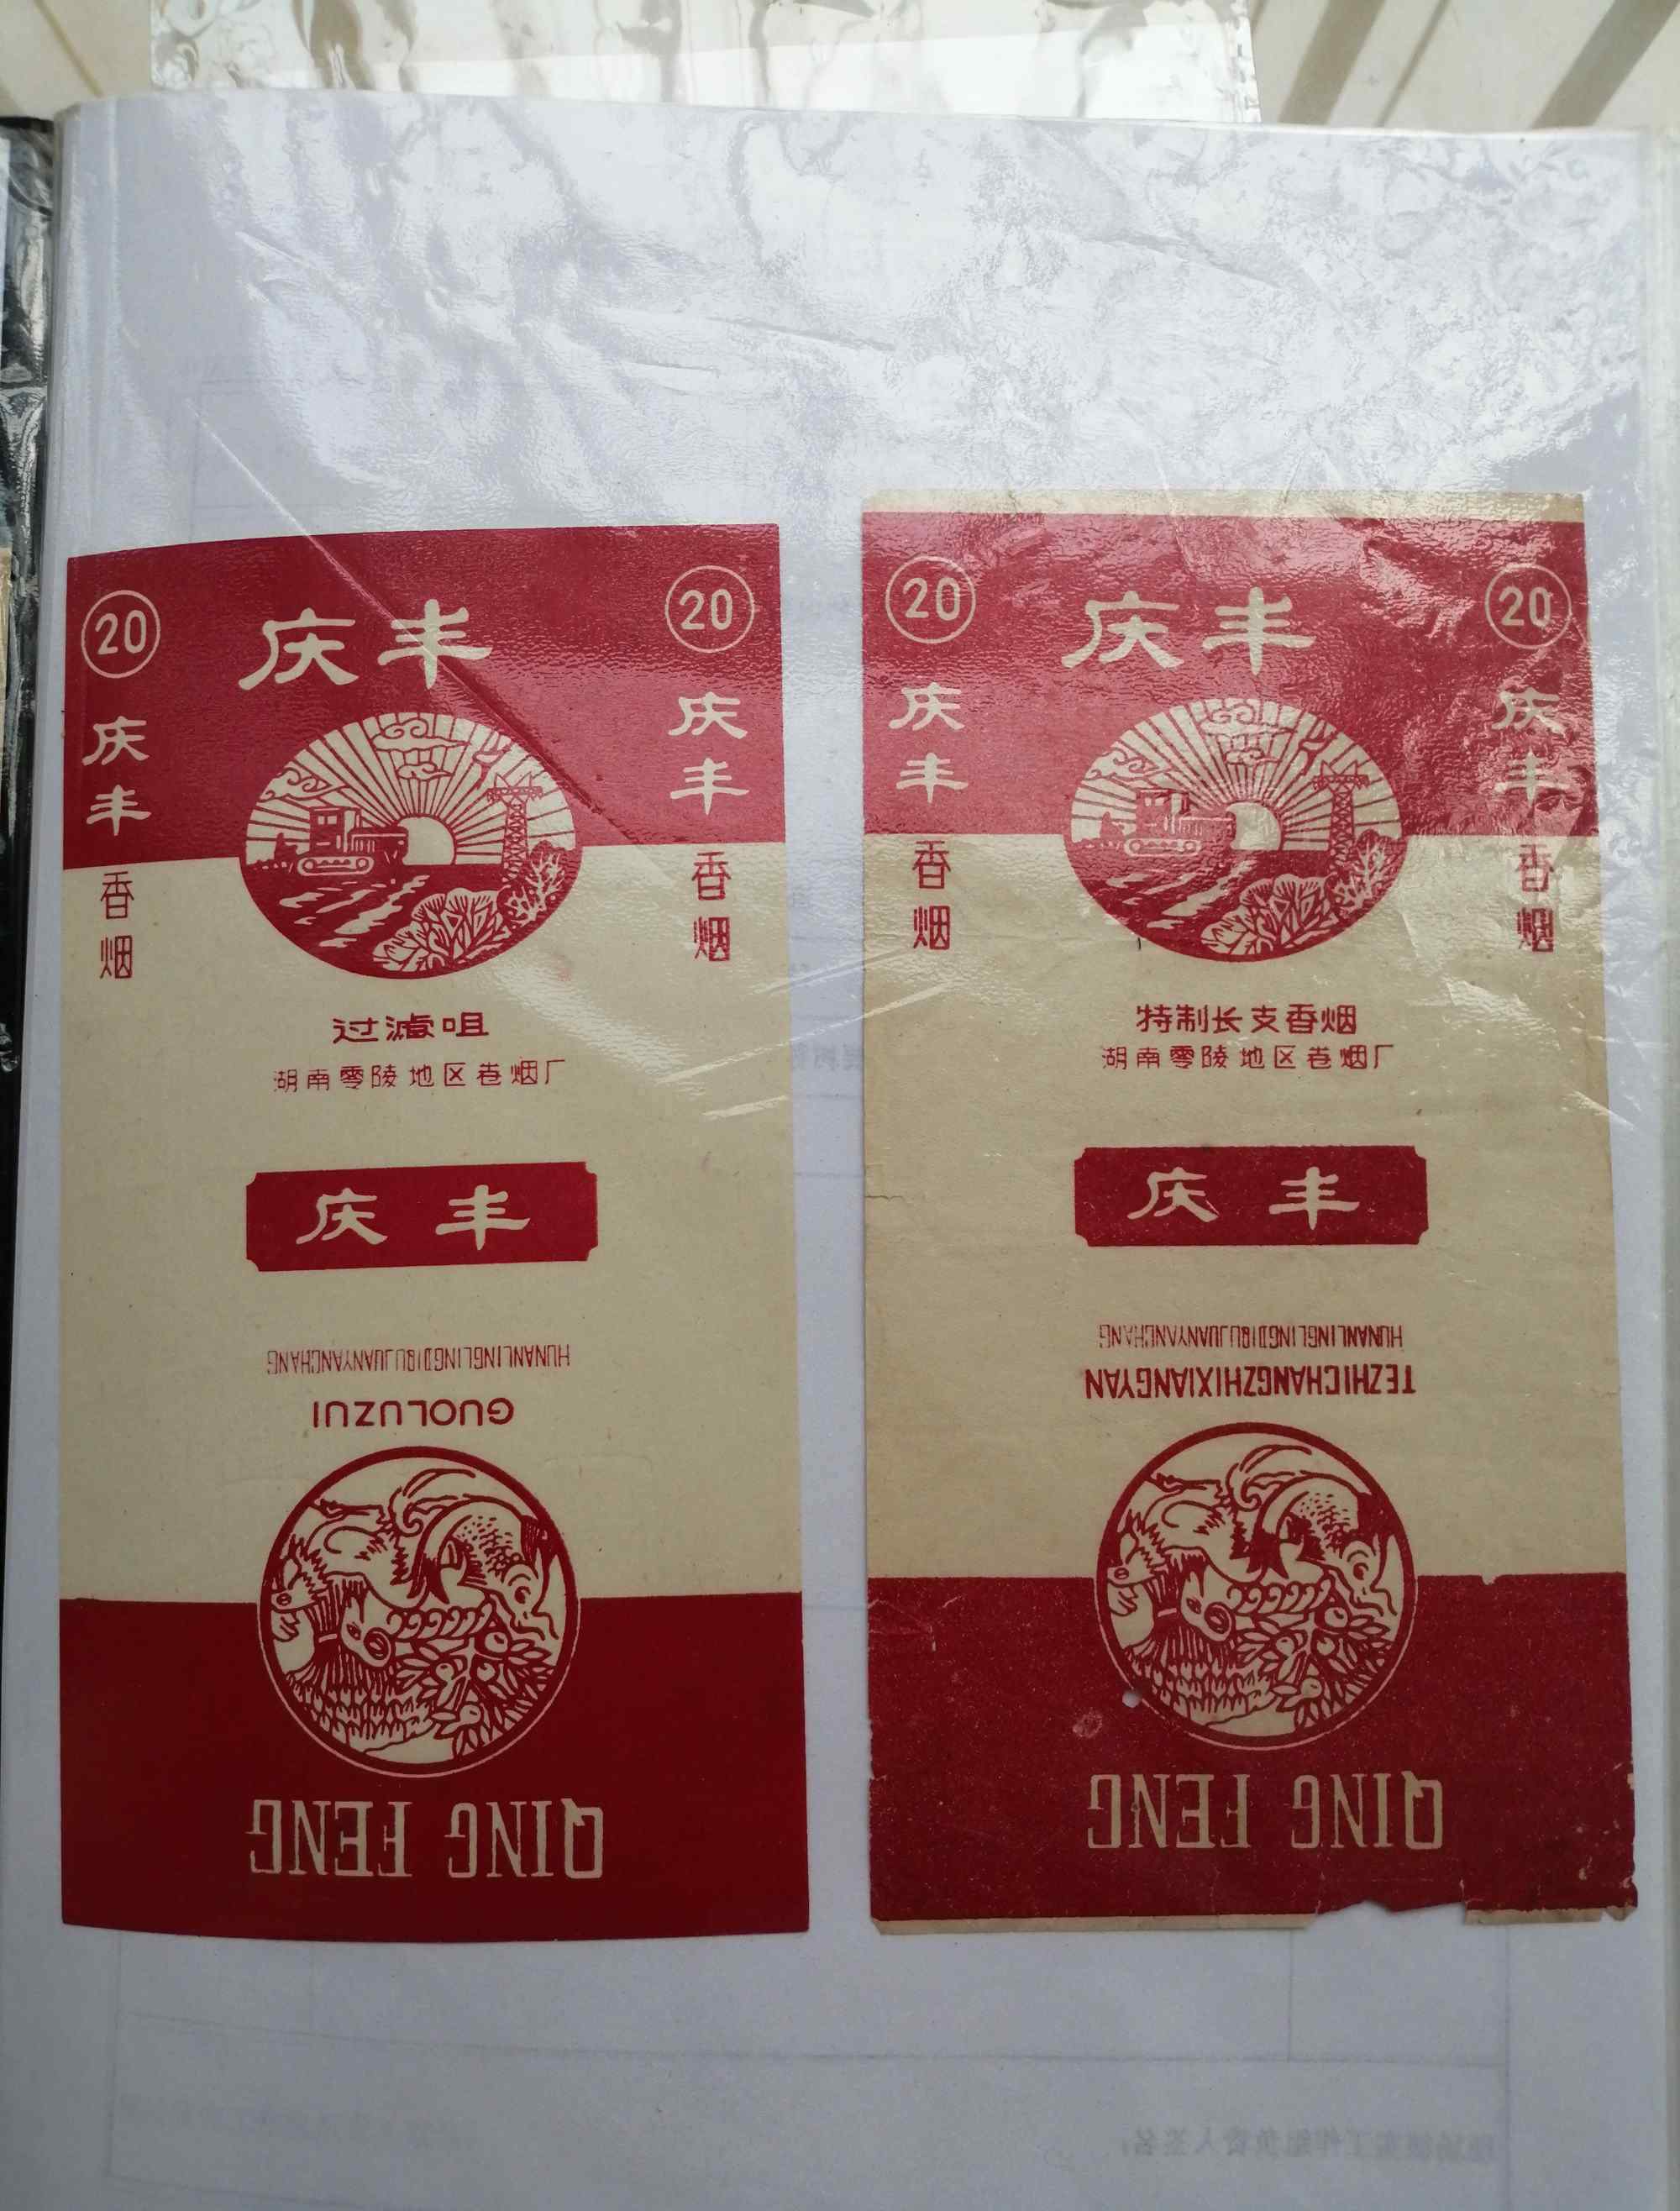 20
庆丰
20
庆丰
香烟
庆丰
香烟
过滤咀
湖南零陵地区卷烟厂
庆丰
HUNANLINGLINGDIQUJUANYANCHANG
GUOLUZUI
QING FENG
20
庆丰
20
庆丰
香烟
庆丰
香烟
特制长支香烟
湖南零陵地区卷烟厂
庆丰
HUNANLINGLINGDIQUJUANYANCHANG
TEZHICHANGZHIXIANGYAN
QING FENG